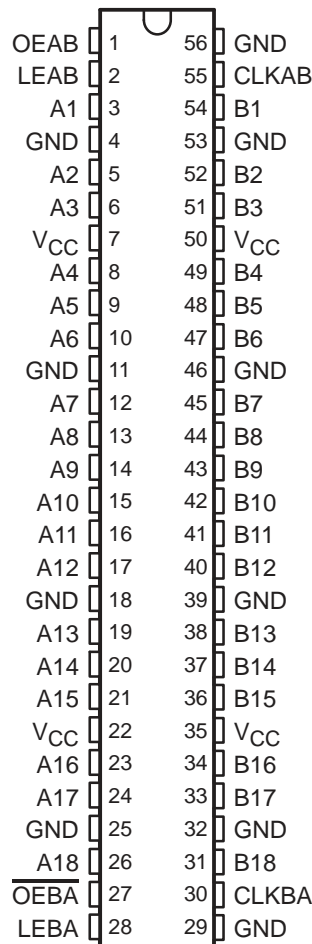 OEAB 1 56 GND
LEAB 2 55 CLKAB
A1 3 54 B1
GND 4 53 GND
A2 5 52 B2
A3 6 51 B3
VCC 7 50 VCC
A4 8 49 B4
A5 9 48 B5
A6 10 47 B6
GND 11 46 GND
A7 12 45 B7
A8 13 44 B8
A9 14 43 B9
A10 15 42 B10
A11 16 41 B11
A12 17 40 B12
GND 18 39 GND
A13 19 38 B13
A14 20 37 B14
A15 21 36 B15
VCC 22 35 VCC
A16 23 34 B16
A17 24 33 B17
GND 25 32 GND
A18 26 31 B18
O̅E̅B̅A̅ 27 30 CLKBA
LEBA 28 29 GND